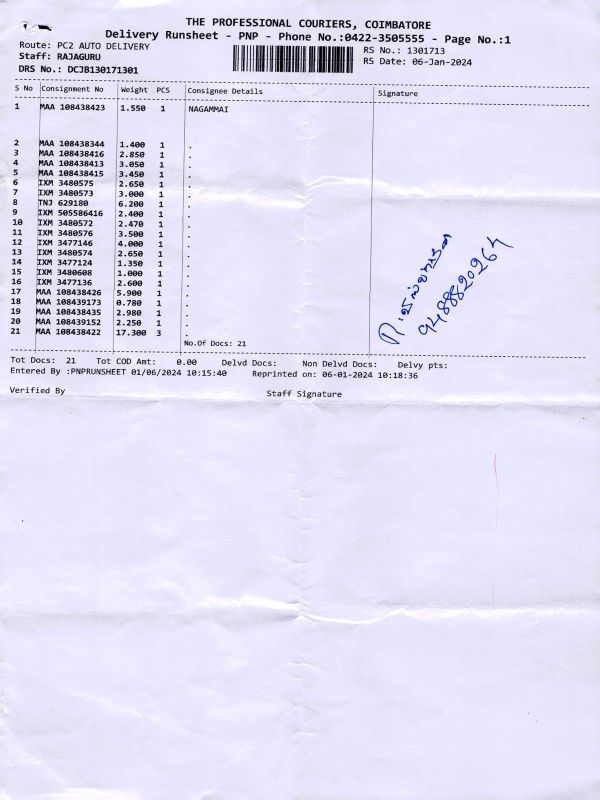 THE PROFESSIONAL COURIERS, COIMBATORE
Delivery Runsheet - PNP - Phone No.:0422-3505555 - Page No.:1
Route: PC2 AUTO DELIVERY RS No.: 1301713
Staff: RAJAGURU RS Date: 06-Jan-2024
DRS No.: DCJB130171301
S No Consignment No Weight PCS Consignee Details Signature
1 MAA 108438423 1.550 1 NAGAMMAI
2 MAA 108438344 1.400 1 .
3 MAA 108438416 2.850 1 .
4 MAA 108438413 3.050 1 .
5 MAA 108438415 3.450 1 .
6 IXM 3480575 2.650 1 .
7 IXM 3480573 3.000 1 .
8 TNJ 629180 6.200 1 .
9 IXM 505586416 2.400 1 .
10 IXM 3480572 2.470 1 .
11 IXM 3480576 3.500 1 .
12 IXM 3477146 4.000 1 .
13 IXM 3480574 2.650 1 .
14 IXM 3477124 1.350 1 .
15 IXM 3480608 1.000 1 .
16 IXM 3477136 2.600 1 .
17 MAA 108438426 5.900 1 .
18 MAA 108439173 0.780 1 .
19 MAA 108438435 2.980 1 .
20 MAA 108439152 2.250 1 .
21 MAA 108438422 17.300 3 .
9488820264
No.Of Docs: 21
Tot Docs: 21 Tot COD Amt: 0.00 Delvd Docs: Non Delvd Docs: Delvy pts:
Entered By :PNPRUNSHEET 01/06/2024 10:15:40 Reprinted on: 06-01-2024 10:18:36
Verified By Staff Signature